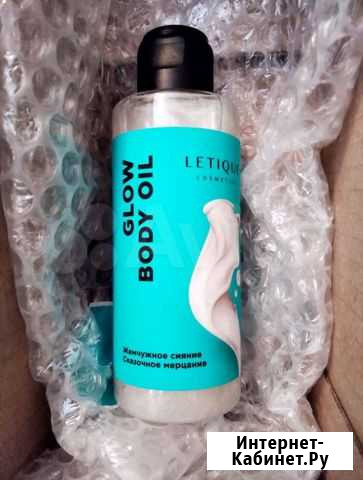 GLOW
BODY OIL
LETIQUE
COSMETICS
Жемчужное сияние
Сказочное мерцание
Интернет-
Кабинет.Ру